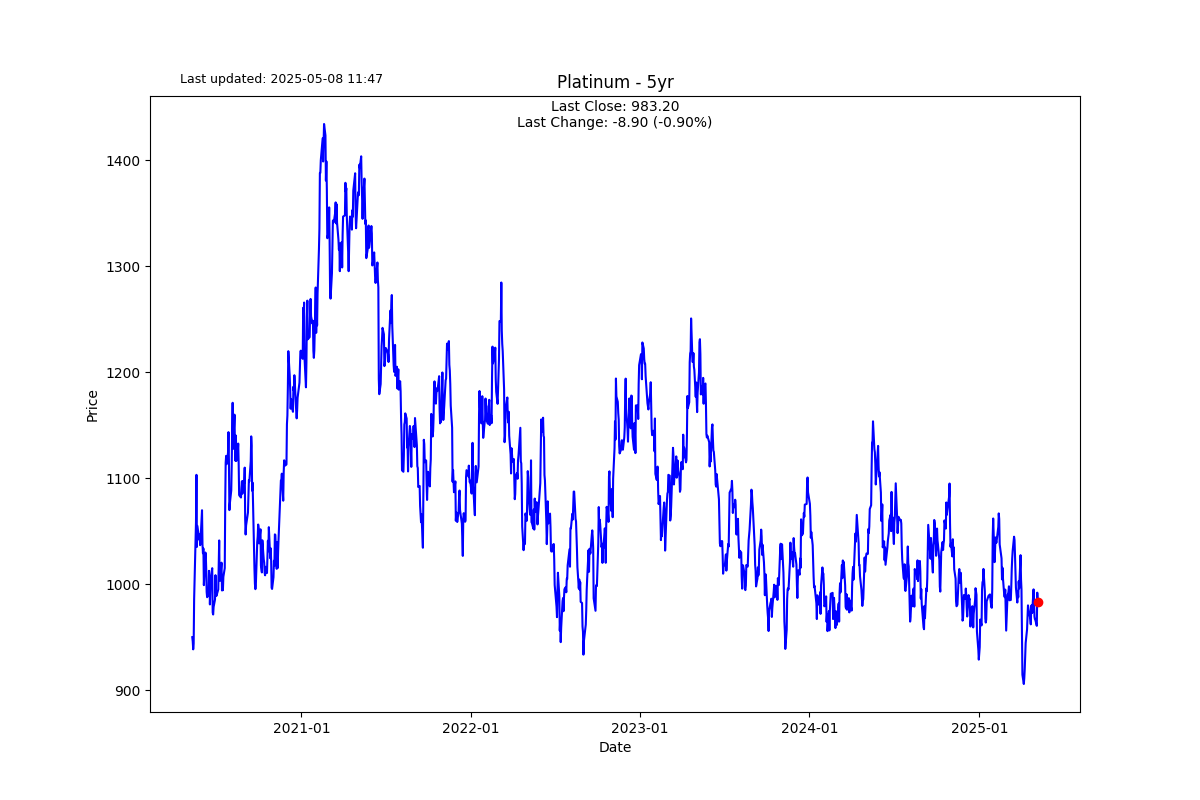 Last updated: 2025-05-08 11:47
Platinum - 5yr
Last Close: 983.20
Last Change: -8.90 (-0.90%)
1400
1300
1200
1100
1000
900
Price
2021-01
2022-01
2023-01
2024-01
2025-01
Date